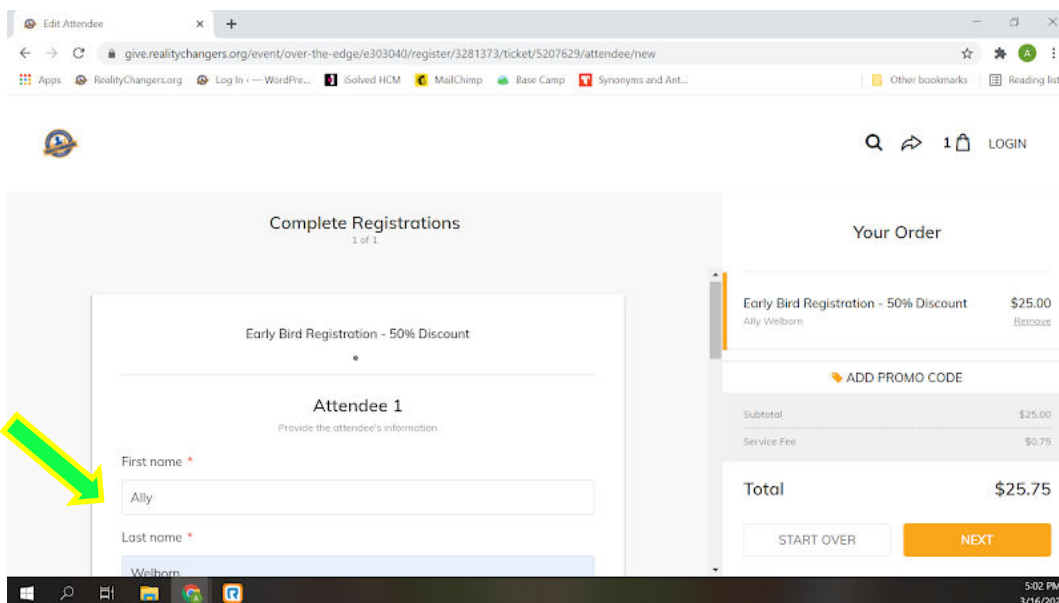 Edit Attendee
give.realitychangers.org/event/over-the-edge/e303040/register/3281373/ticket/5207629/attendee/new
A
Apps RealityChangers.org Log In ‹ — WordPre... iSolved HCM MailChimp Base Camp Synonyms and Ant... Other bookmarks Reading list
1 LOGIN
Complete Registrations
1 of 1
Early Bird Registration - 50% Discount
Attendee 1
Provide the attendee's information
First name *
Ally
Last name *
Welborn
Your Order
Early Bird Registration - 50% Discount $25.00
Ally Welborn Remove
ADD PROMO CODE
Subtotal $25.00
Service Fee $0.75
Total $25.75
START OVER NEXT
5:02 PM
3/16/202